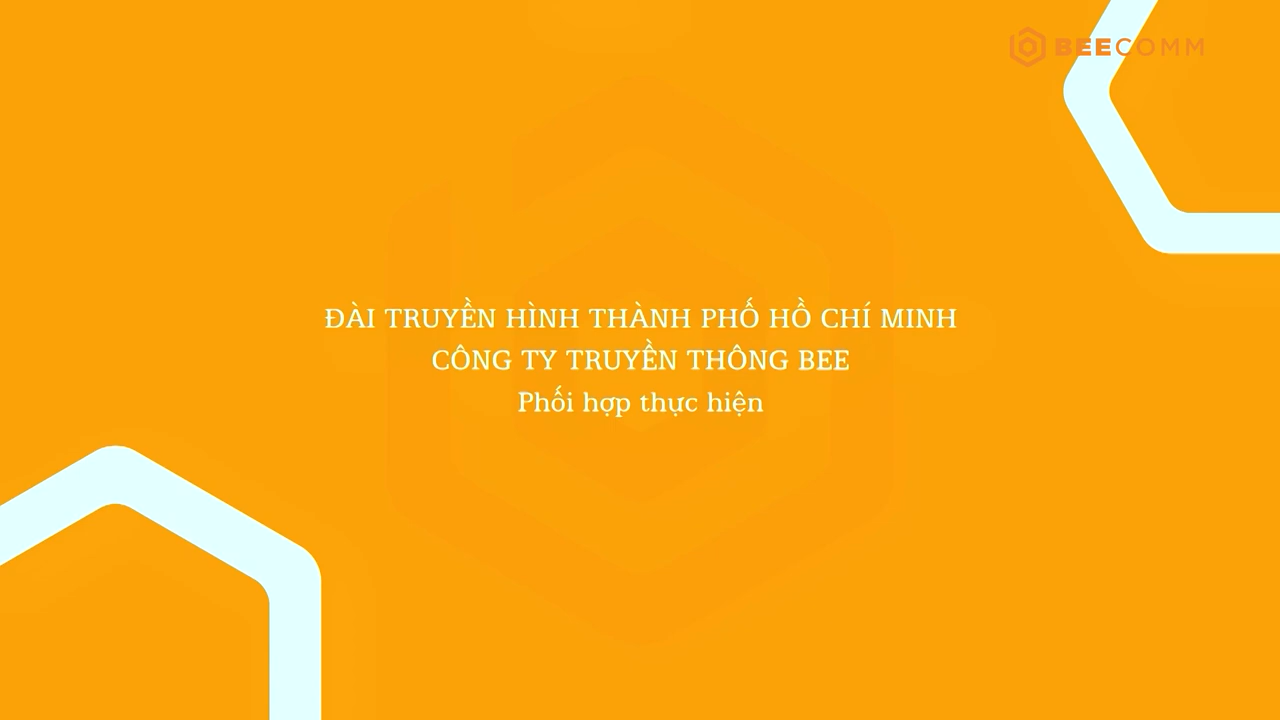 BEECOMM
ĐÀI TRUYỀN HÌNH THÀNH PHỐ HỒ CHÍ MINH
CÔNG TY TRUYỀN THÔNG BEE
Phối hợp thực hiện